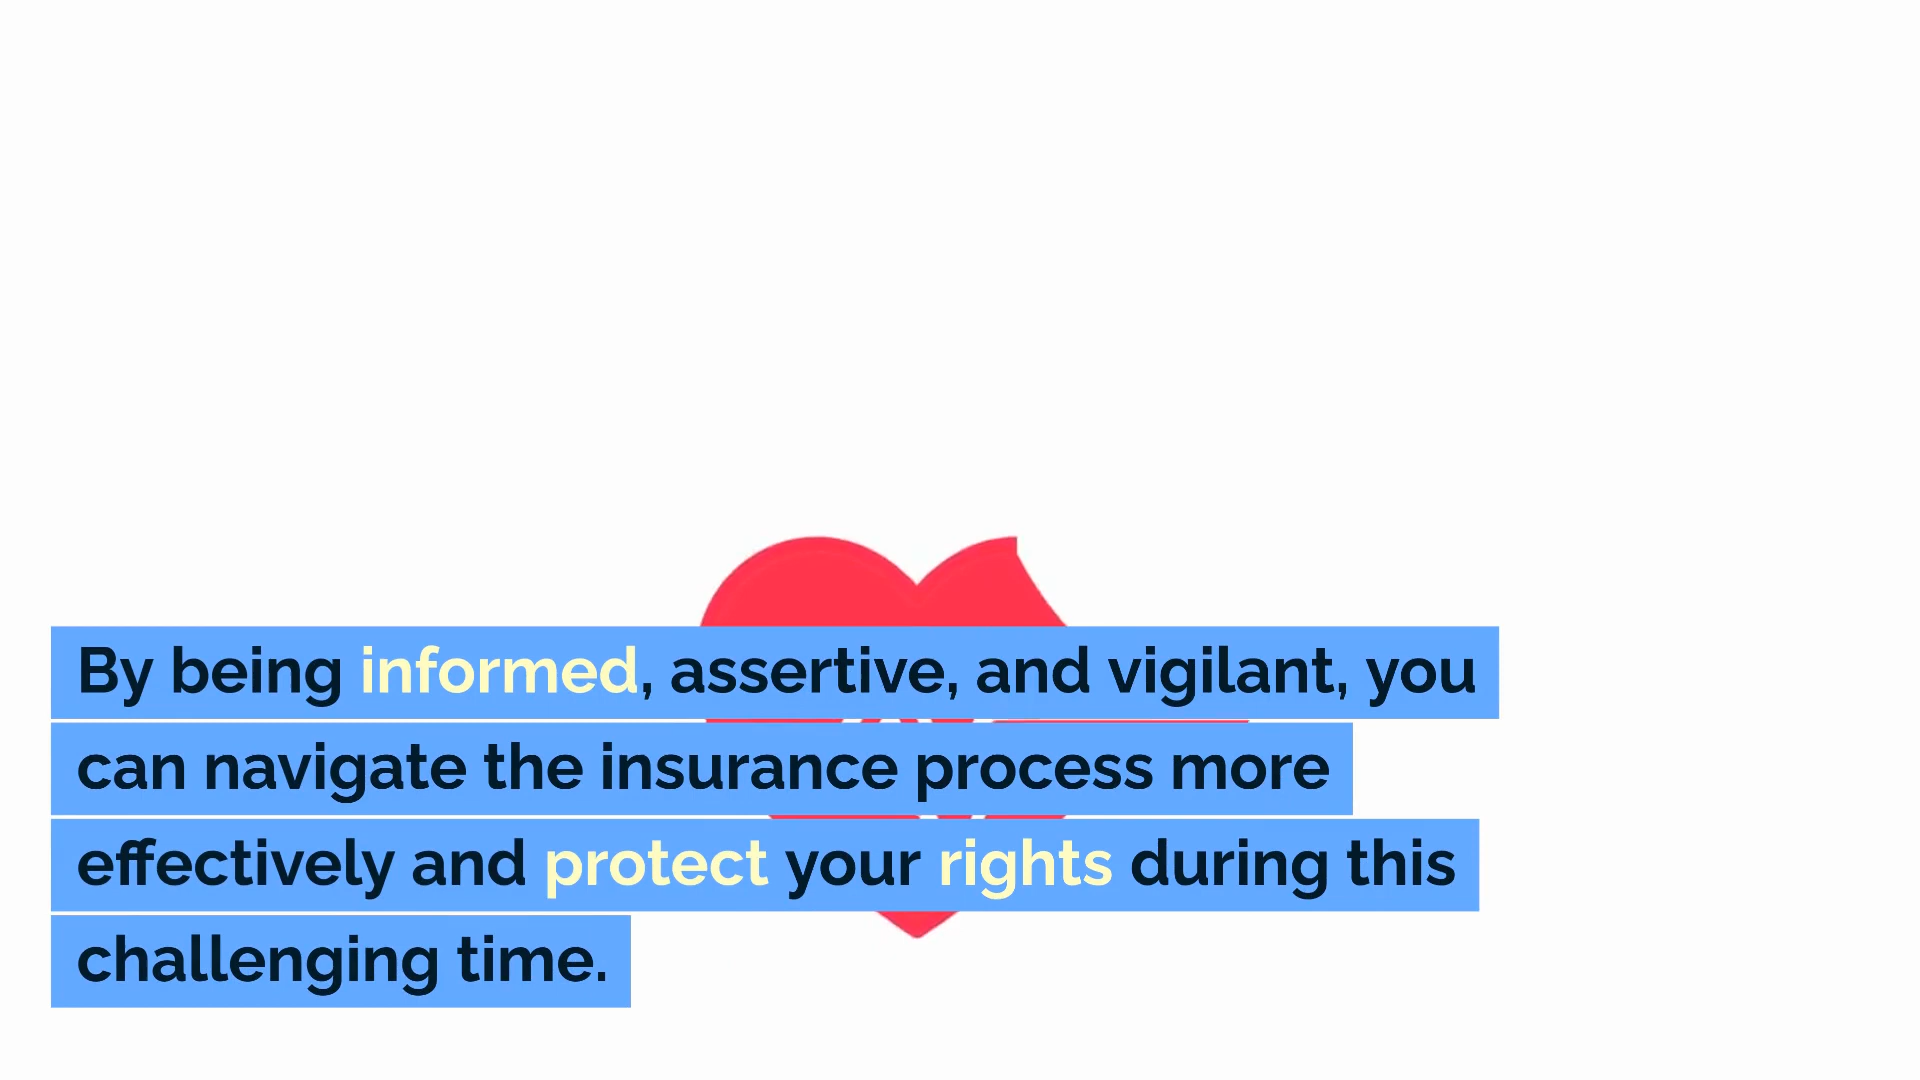 By being informed, assertive, and vigilant, you
can navigate the insurance process more
effectively and protect your rights during this
challenging time.